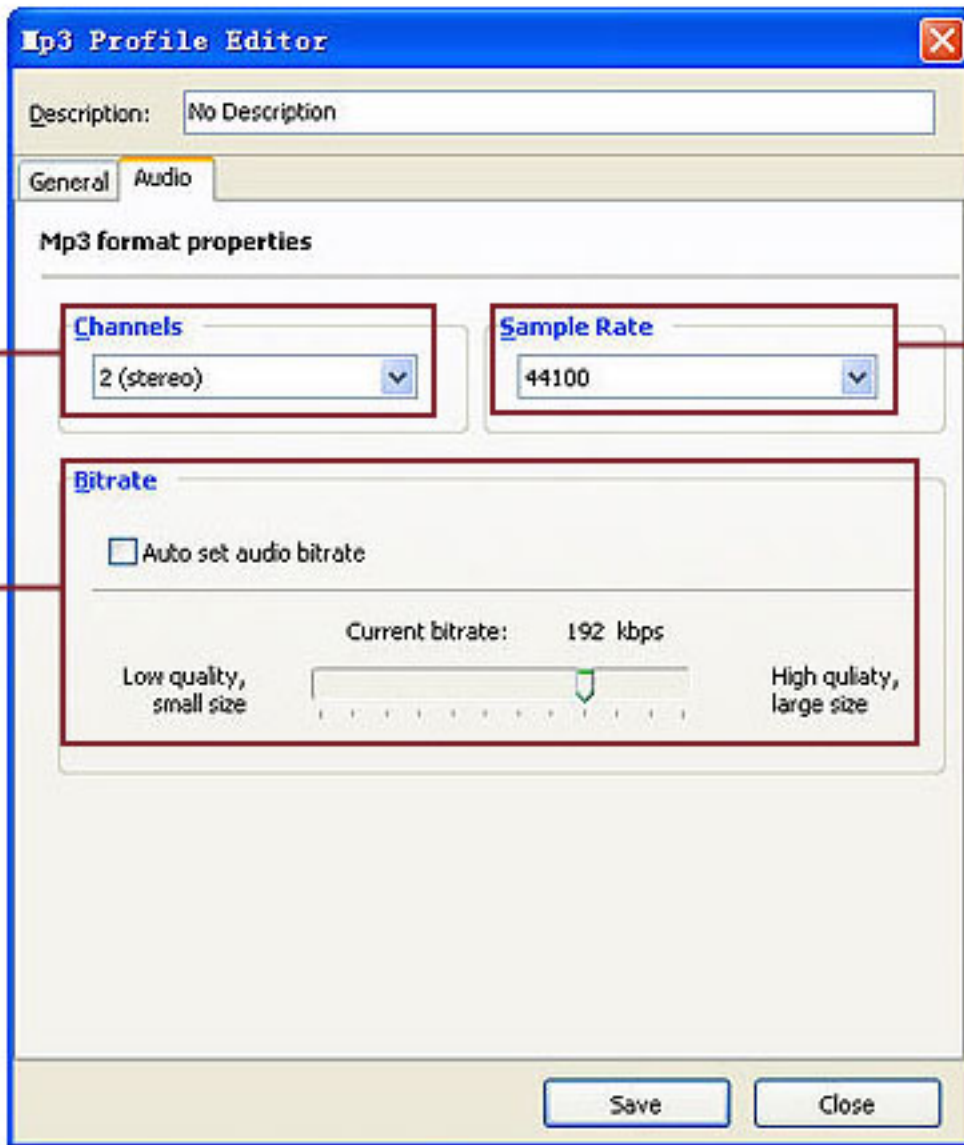 Mp3 Profile Editor
Description: No Description
General Audio
Mp3 format properties
Channels
2 (stereo)
Sample Rate
44100
Bitrate
Auto set audio bitrate
Current bitrate: 192 kbps
Low quality,
small size
High quliaty,
large size
Save Close